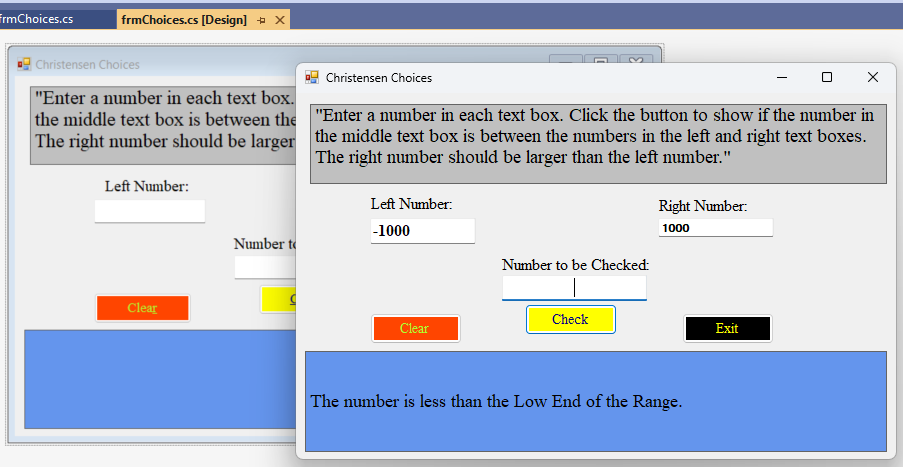 frmChoices.cs
frmChoices.cs [Design]
Christensen Choices
"Enter a number in each text box.
the middle text box is between the
The right number should be larger
Left Number:
Number to
Clear
C
Christensen Choices
"Enter a number in each text box. Click the button to show if the number in
the middle text box is between the numbers in the left and right text boxes.
The right number should be larger than the left number."
Left Number:
Right Number:
-1000
1000
Number to be Checked:
Clear
Check
Exit
The number is less than the Low End of the Range.